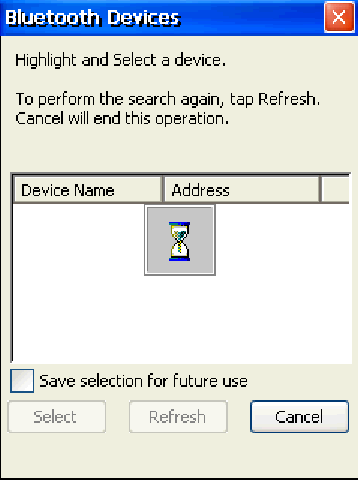 Bluetooth Devices
Highlight and Select a device.
To perform the search again, tap Refresh.
Cancel will end this operation.
Device Name Address
Save selection for future use
Select Refresh Cancel